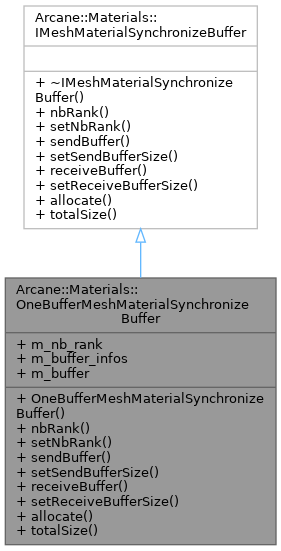 Arcane::Materials::
IMeshMaterialSynchronizeBuffer
+ ~IMeshMaterialSynchronize
Buffer()
+ nbRank()
+ setNbRank()
+ sendBuffer()
+ setSendBufferSize()
+ receiveBuffer()
+ setReceiveBufferSize()
+ allocate()
+ totalSize()
Arcane::Materials::
OneBufferMeshMaterialSynchronize
Buffer
+ m_nb_rank
+ m_buffer_infos
+ m_buffer
+ OneBufferMeshMaterialSynchronize
Buffer()
+ nbRank()
+ setNbRank()
+ sendBuffer()
+ setSendBufferSize()
+ receiveBuffer()
+ setReceiveBufferSize()
+ allocate()
+ totalSize()